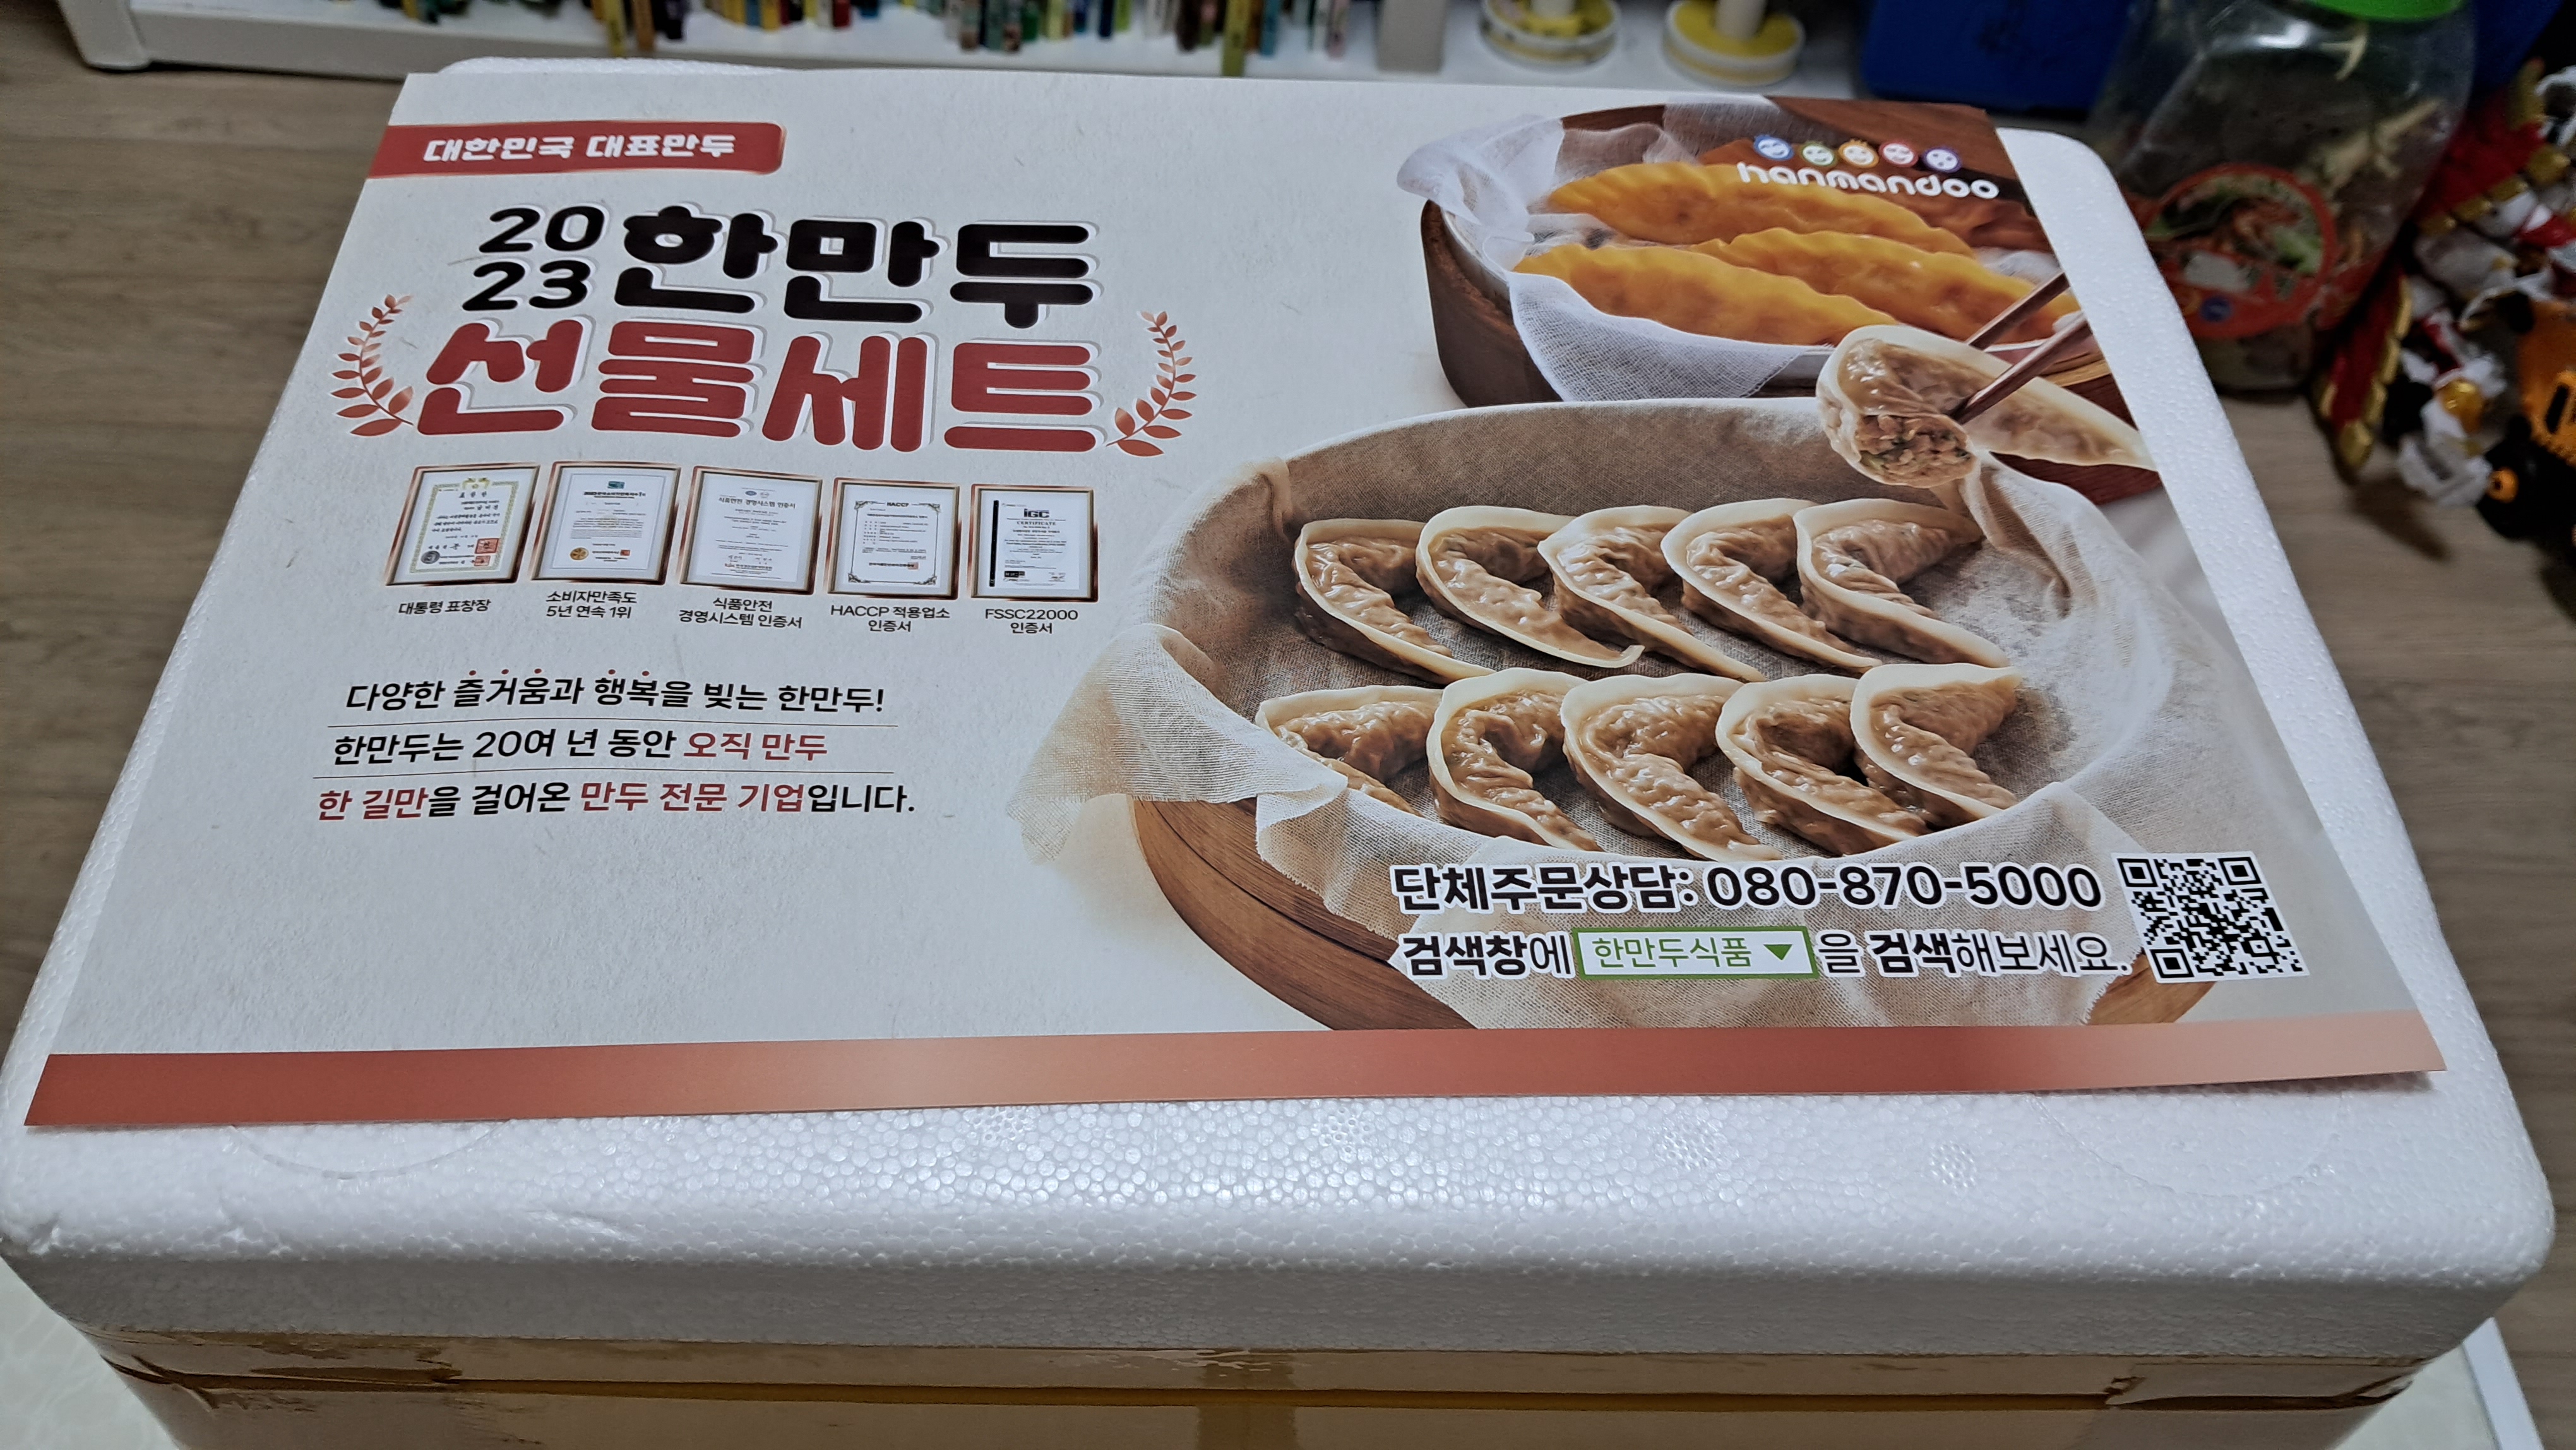 대한민국 대표만두
hanmandoo
2023 한만두
선물세트
HACCP
iGC
CERTIFICATE
대통령 표창장
소비자만족도
5년 연속 1위
식품안전
경영시스템 인증서
HACCP 적용업소
인증서
FSSC22000
인증서
다양한 즐거움과 행복을 빚는 한만두!
한만두는 20여 년 동안 오직 만두
한 길만을 걸어온 만두 전문 기업입니다.
단체주문상담: 080-870-5000
검색창에 한만두식품 을 검색해보세요.